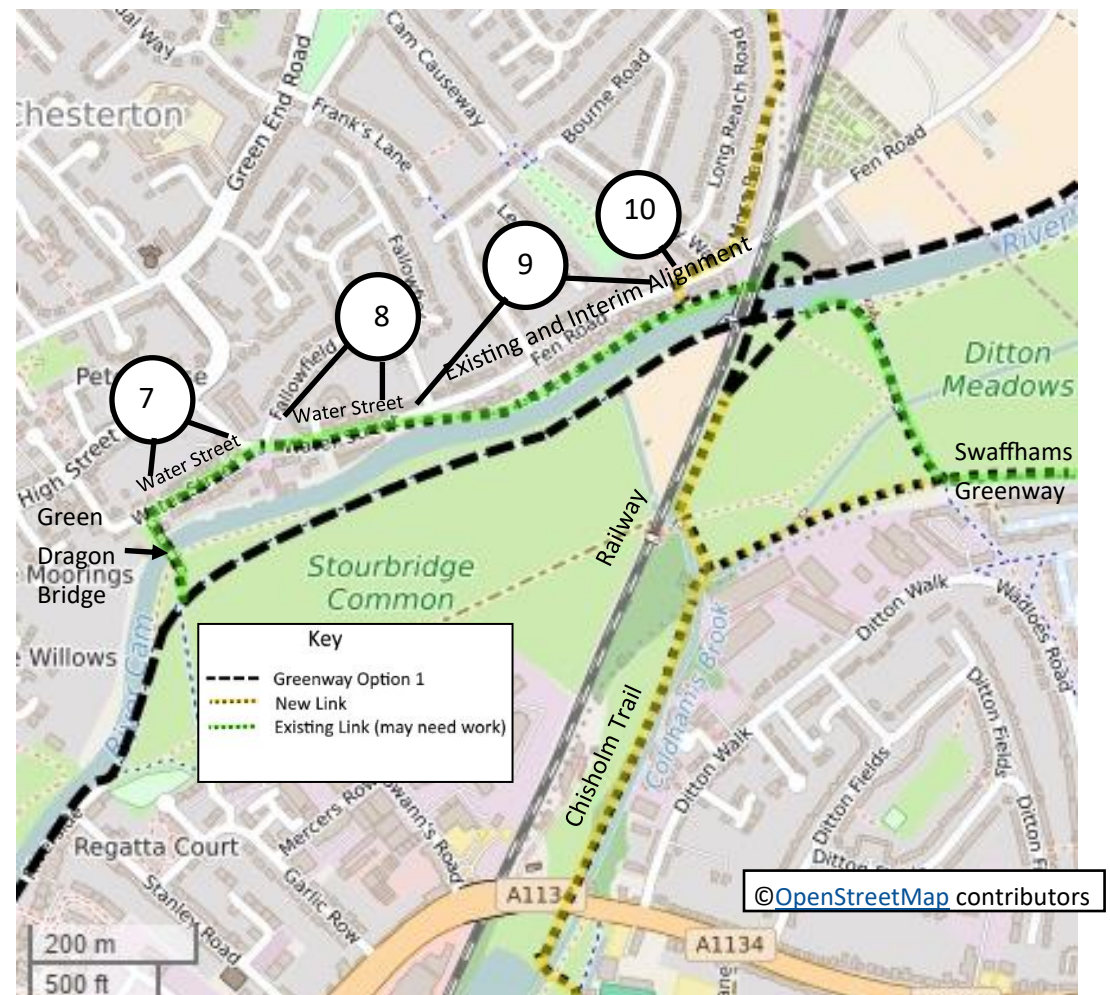 Cam Causeway
Green End Road
Frank's Lane
Bourne Road
Long Reach Road
Fen Road
Chesterton
10
9
8
7
Existing and Interim Alignment
Fen Road
River
Fallowfield
Water Street
Water Street
High Street
Green
Dragon
Bridge
Moorings
Willows
Ditton
Meadows
Swaffhams
Greenway
Railway
Stourbridge
Common
Key
Greenway Option 1
New Link
Existing Link (may need work)
River Cam
Chisholm Trail
Coldham's Brook
Ditton Walk
Ditton Walk
Wadloes Road
Ditton Fields
Ditton Fields
Ditton
Regatta Court
Mercers Row
Swann's Road
Garlic Row
Stanley Road
A1134
A1134
©OpenStreetMap contributors
200 m
500 ft